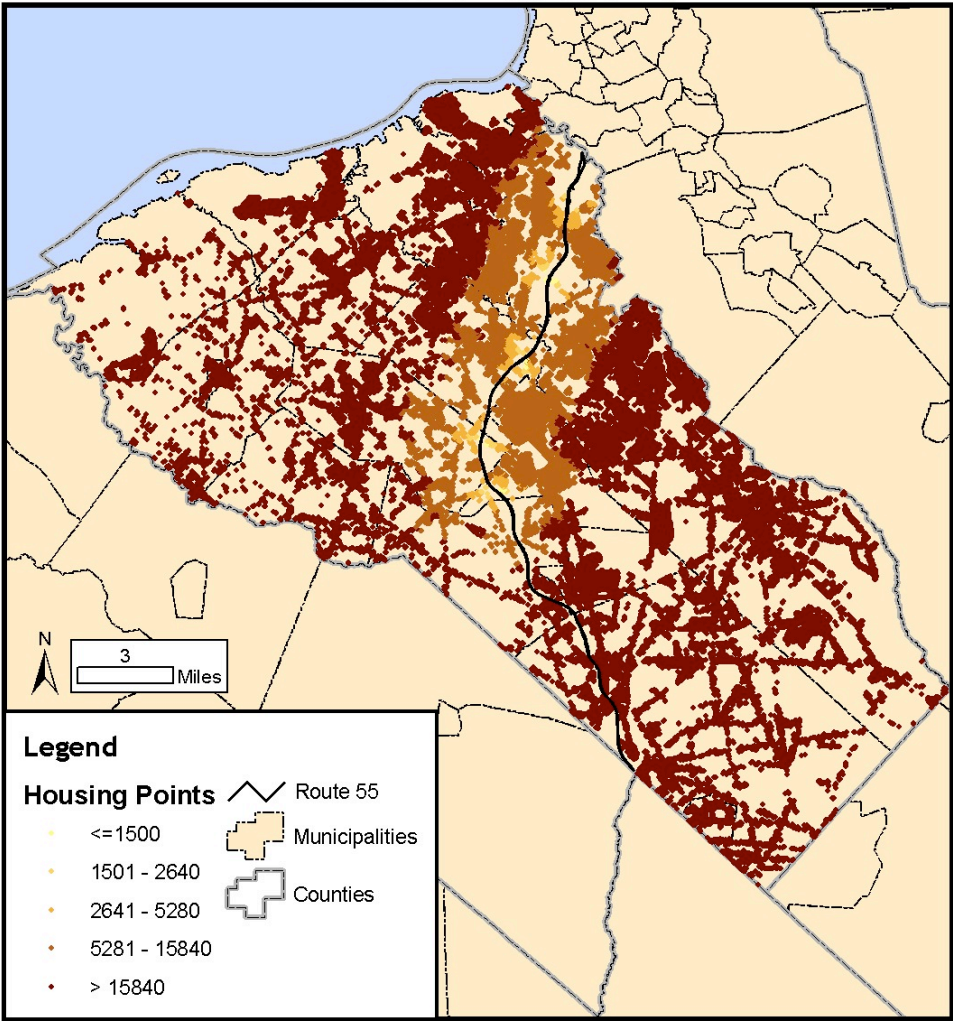 N
3
Miles
Legend
Housing Points
<=1500
1501 - 2640
2641 - 5280
5281 - 15840
> 15840
Route 55
Municipalities
Counties